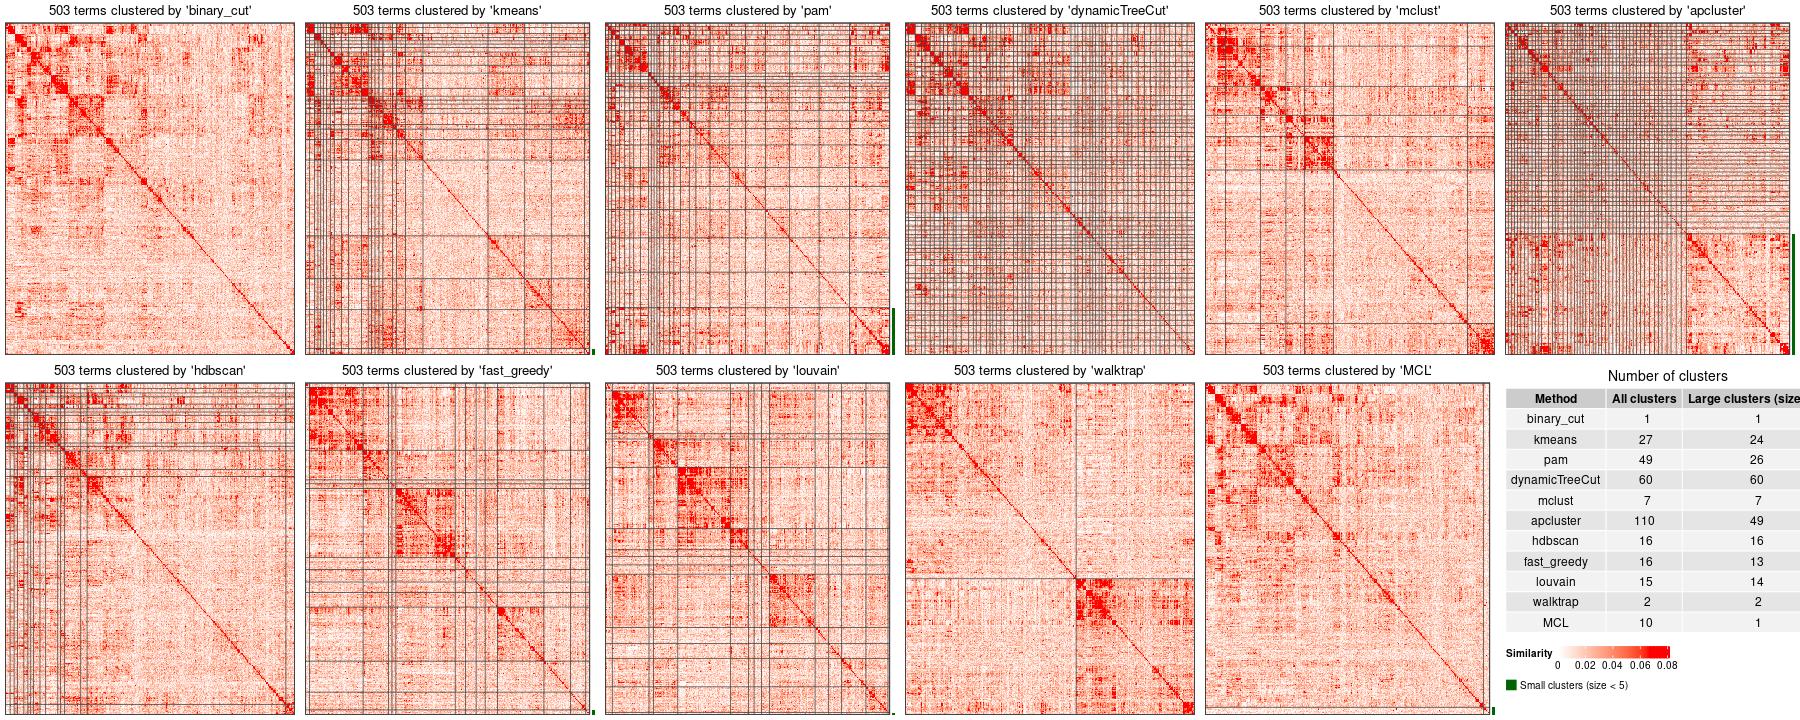 503 terms clustered by 'binary_cut'
503 terms clustered by 'kmeans'
503 terms clustered by 'pam'
503 terms clustered by 'dynamicTreeCut'
503 terms clustered by 'mclust'
503 terms clustered by 'apcluster'
503 terms clustered by 'hdbscan'
503 terms clustered by 'fast_greedy'
503 terms clustered by 'louvain'
503 terms clustered by 'walktrap'
503 terms clustered by 'MCL'
Number of clusters
Method All clusters Large clusters (size
binary_cut 1 1
kmeans 27 24
pam 49 26
dynamicTreeCut 60 60
mclust 7 7
apcluster 110 49
hdbscan 16 16
fast_greedy 16 13
louvain 15 14
walktrap 2 2
MCL 10 1
Similarity
0 0.02 0.04 0.06 0.08
Small clusters (size < 5)